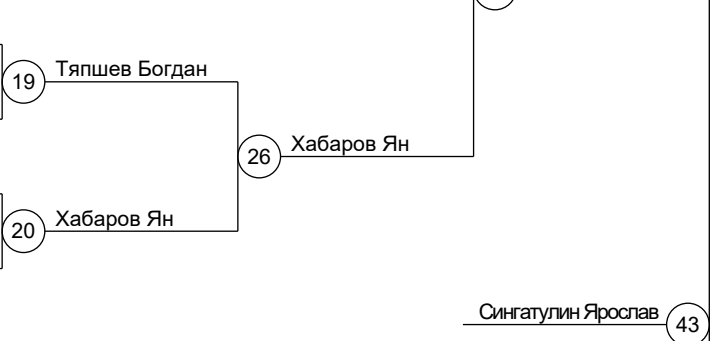 19 Тяпшев Богдан
26 Хабаров Ян
20 Хабаров Ян
Сингатулин Ярослав 43